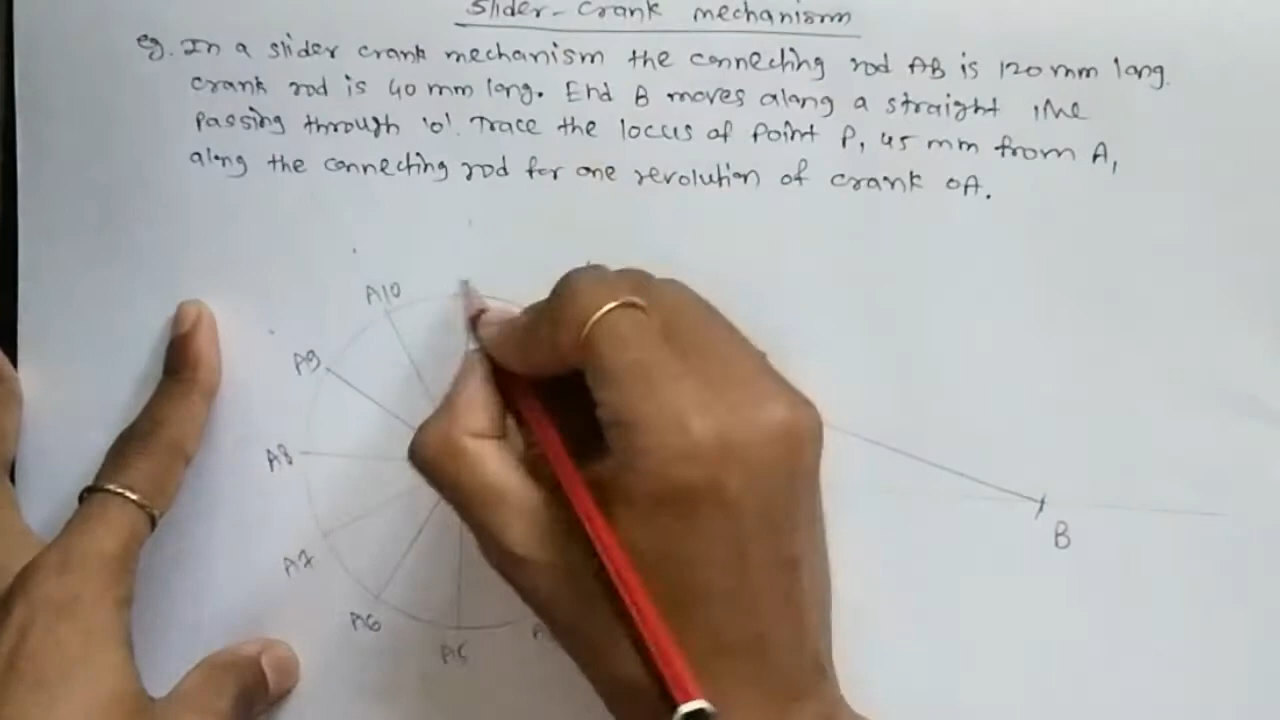 Slider-Crank mechanism
eg. In a slider crank mechanism the connecting rod AB is 120 mm long.
crank rod is 40 mm long. End B moves along a straight line
passing through 'O'. Trace the locus of point P, 45 mm from A,
along the connecting rod for one revolution of crank OA.
A10
A9
A8
A7
A6
A5
B